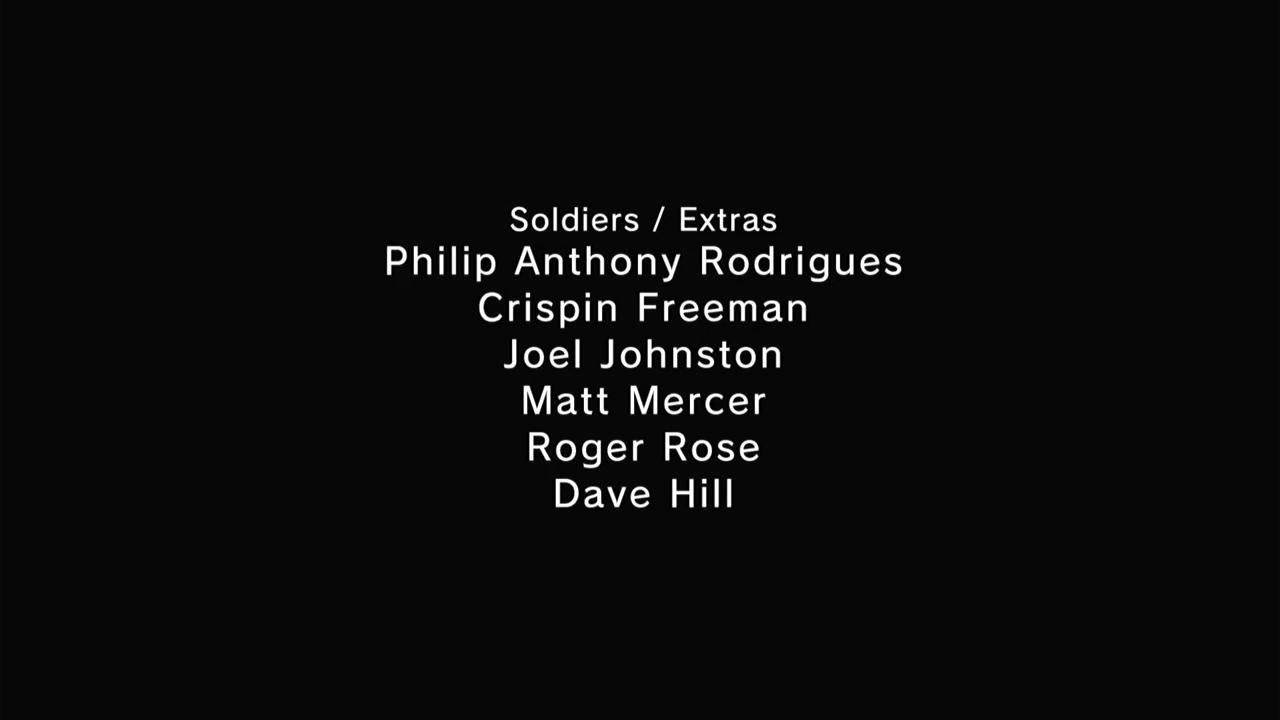 Soldiers / Extras
Philip Anthony Rodrigues
Crispin Freeman
Joel Johnston
Matt Mercer
Roger Rose
Dave Hill